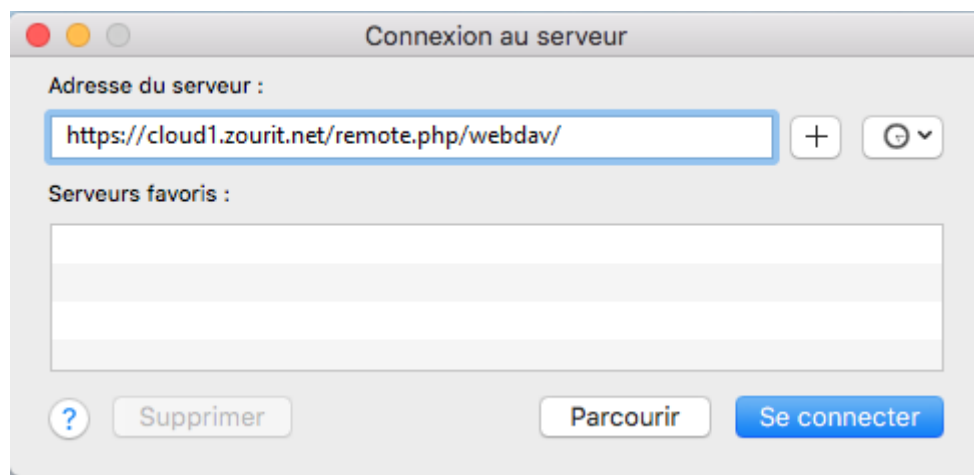 Connexion au serveur
Adresse du serveur :
https://cloud1.zourit.net/remote.php/webdav/
Serveurs favoris :
? Supprimer Parcourir Se connecter